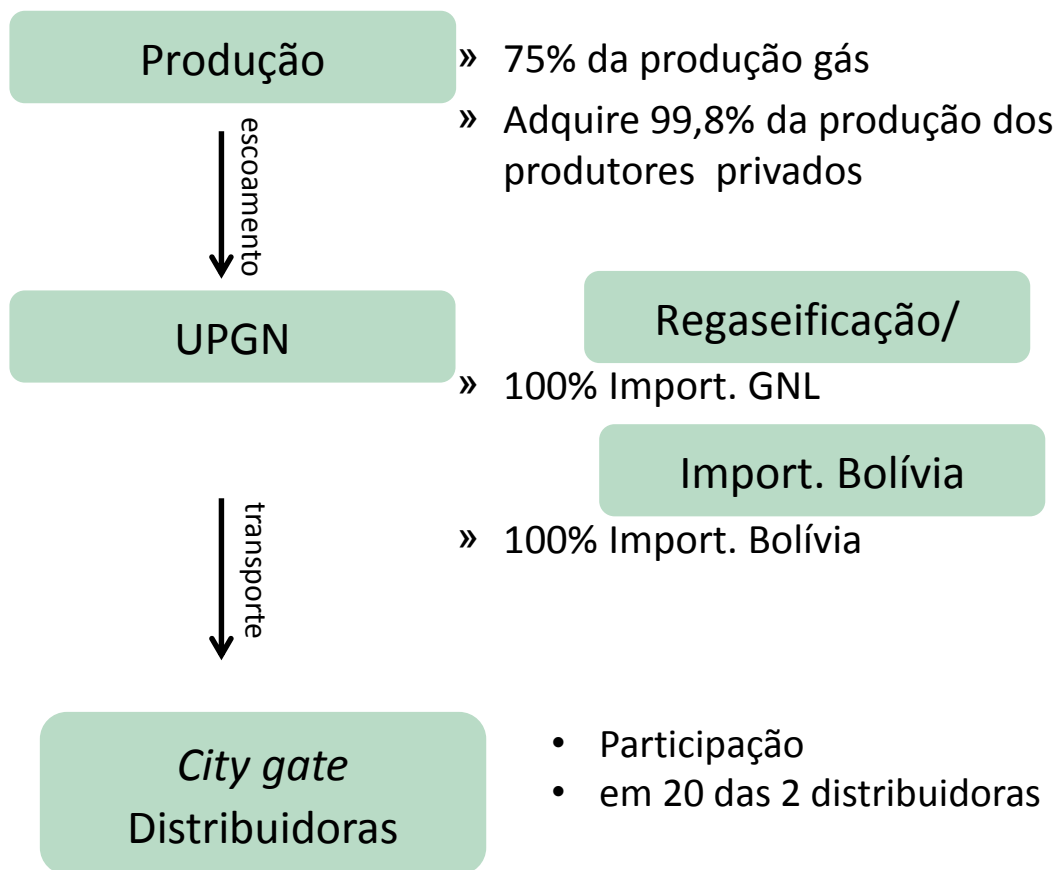 Produção
» 75% da produção gás
» Adquire 99,8% da produção dos
produtores privados
escoamento
UPGN
Regaseificação/
» 100% Import. GNL
Import. Bolívia
» 100% Import. Bolívia
transporte
City gate
Distribuidoras
• Participação
• em 20 das 2 distribuidoras